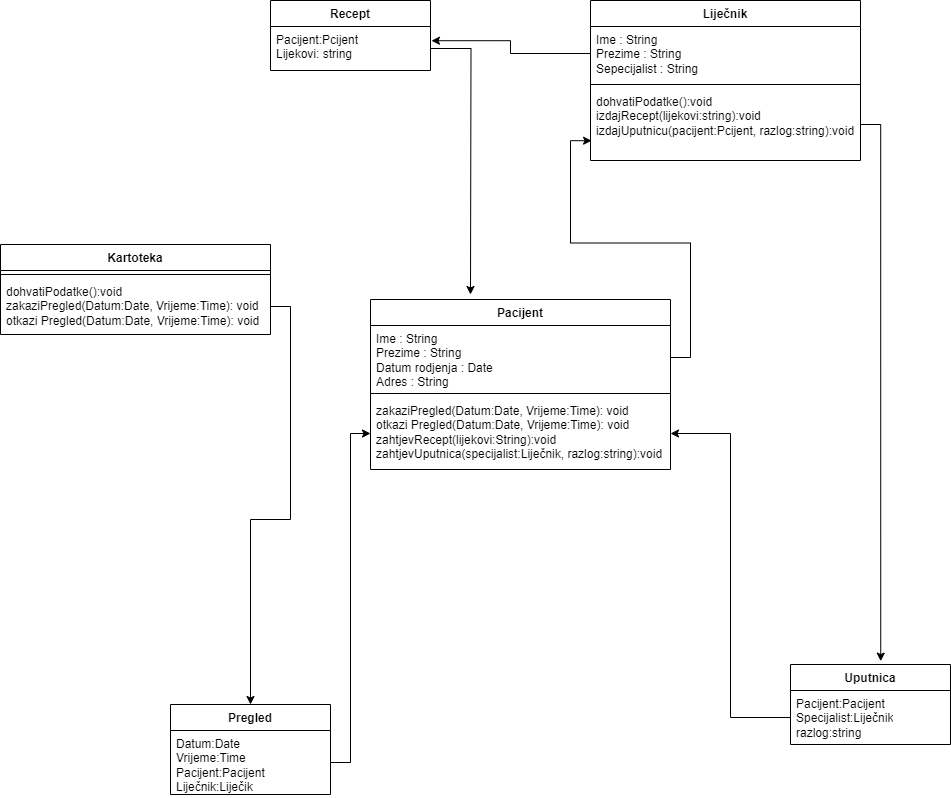 Recept
Pacijent:Pcijent
Lijekovi: string
Liječnik
Ime : String
Prezime : String
Sepecijalist : String
dohvatiPodatke():void
izdajRecept(lijekovi:string):void
izdajUputnicu(pacijent:Pcijent, razlog:string):void
Kartoteka
dohvatiPodatke():void
zakaziPregled(Datum:Date, Vrijeme:Time): void
otkazi Pregled(Datum:Date, Vrijeme:Time): void
Pacijent
Ime : String
Prezime : String
Datum rodjenja : Date
Adres : String
zakaziPregled(Datum:Date, Vrijeme:Time): void
otkazi Pregled(Datum:Date, Vrijeme:Time): void
zahtjevRecept(lijekovi:String):void
zahtjevUputnica(specijalist:Liječnik, razlog:string):void
Uputnica
Pacijent:Pacijent
Specijalist:Liječnik
razlog:string
Pregled
Datum:Date
Vrijeme:Time
Pacijent:Pacijent
Liječnik:Liječik